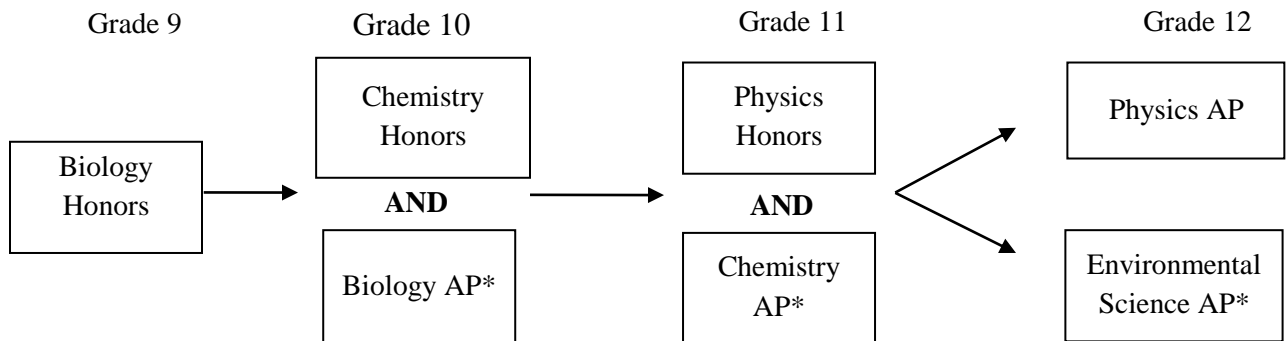 Grade 9
Grade 10
Grade 11
Grade 12
Biology
Honors
Chemistry
Honors
AND
Biology AP*
Physics
Honors
AND
Chemistry
AP*
Physics AP
Environmental
Science AP*